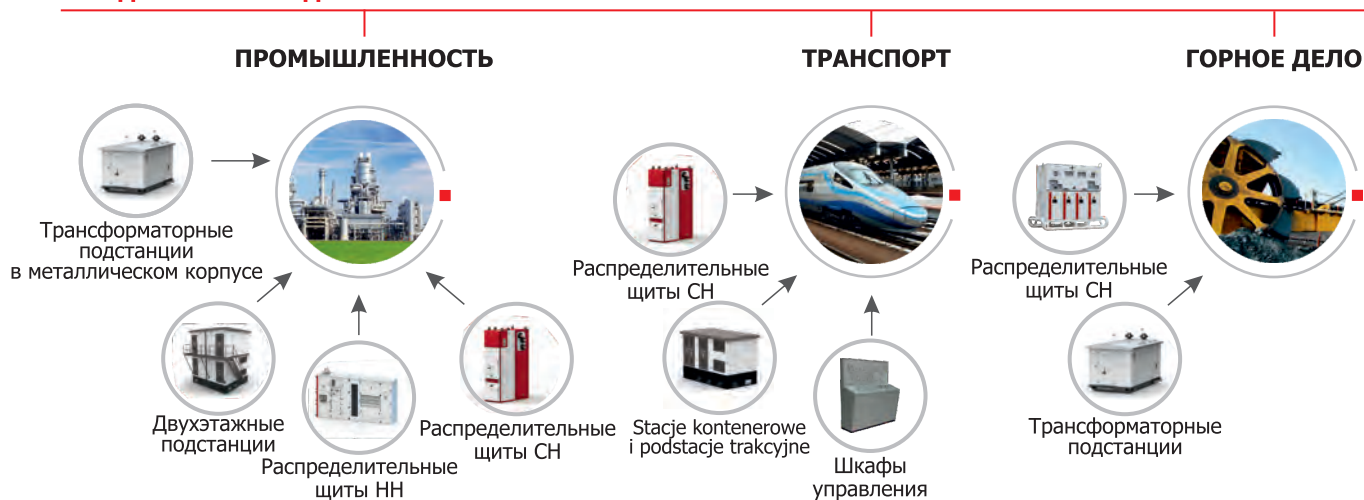 ПРОМЫШЛЕННОСТЬ
ТРАНСПОРТ
ГОРНОЕ ДЕЛО
Трансформаторные
подстанции
в металлическом корпусе
Двухэтажные
подстанции
Распределительные
щиты НН
Распределительные
щиты СН
Распределительные
щиты СН
Stacje kontenerowe
i podstacje trakcyjne
Шкафы
управления
Распределительные
щиты СН
Трансформаторные
подстанции